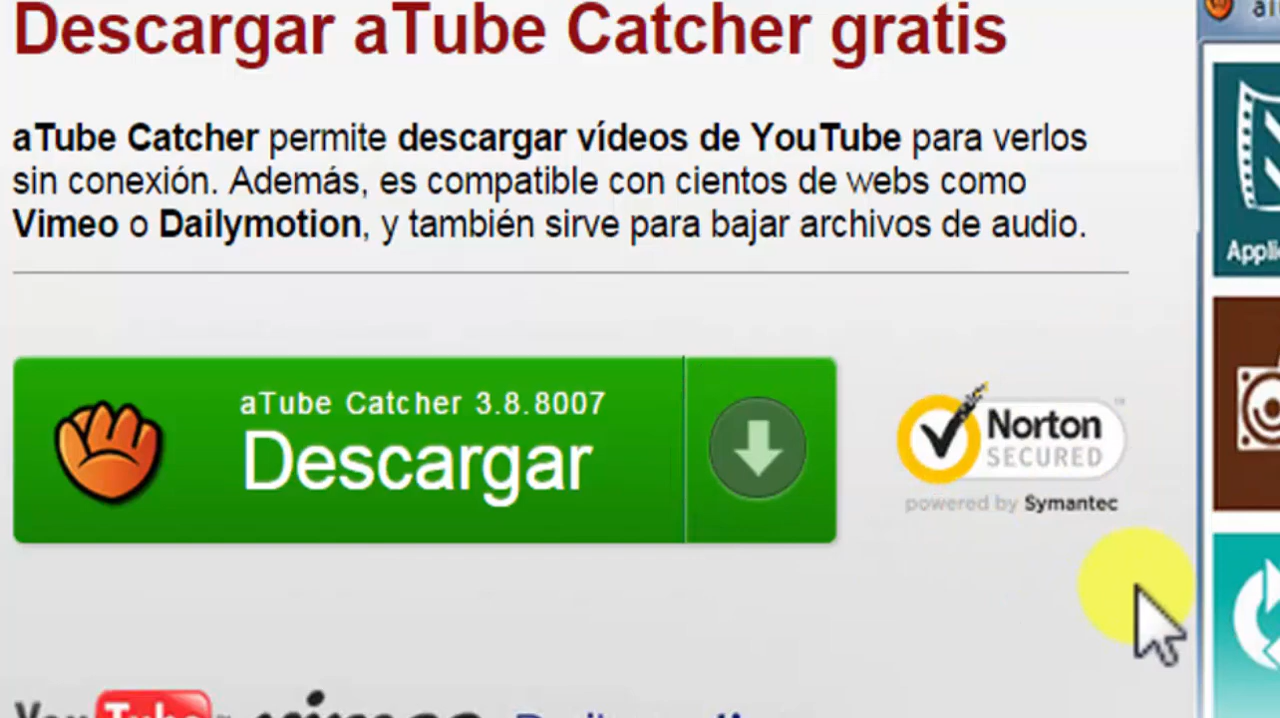 Descargar aTube Catcher gratis
aTube Catcher permite descargar vídeos de YouTube para verlos
sin conexión. Además, es compatible con cientos de webs como
Vimeo o Dailymotion, y también sirve para bajar archivos de audio.
aTube Catcher 3.8.8007
Descargar
Norton
SECURED
powered by Symantec
YouTube vimeo